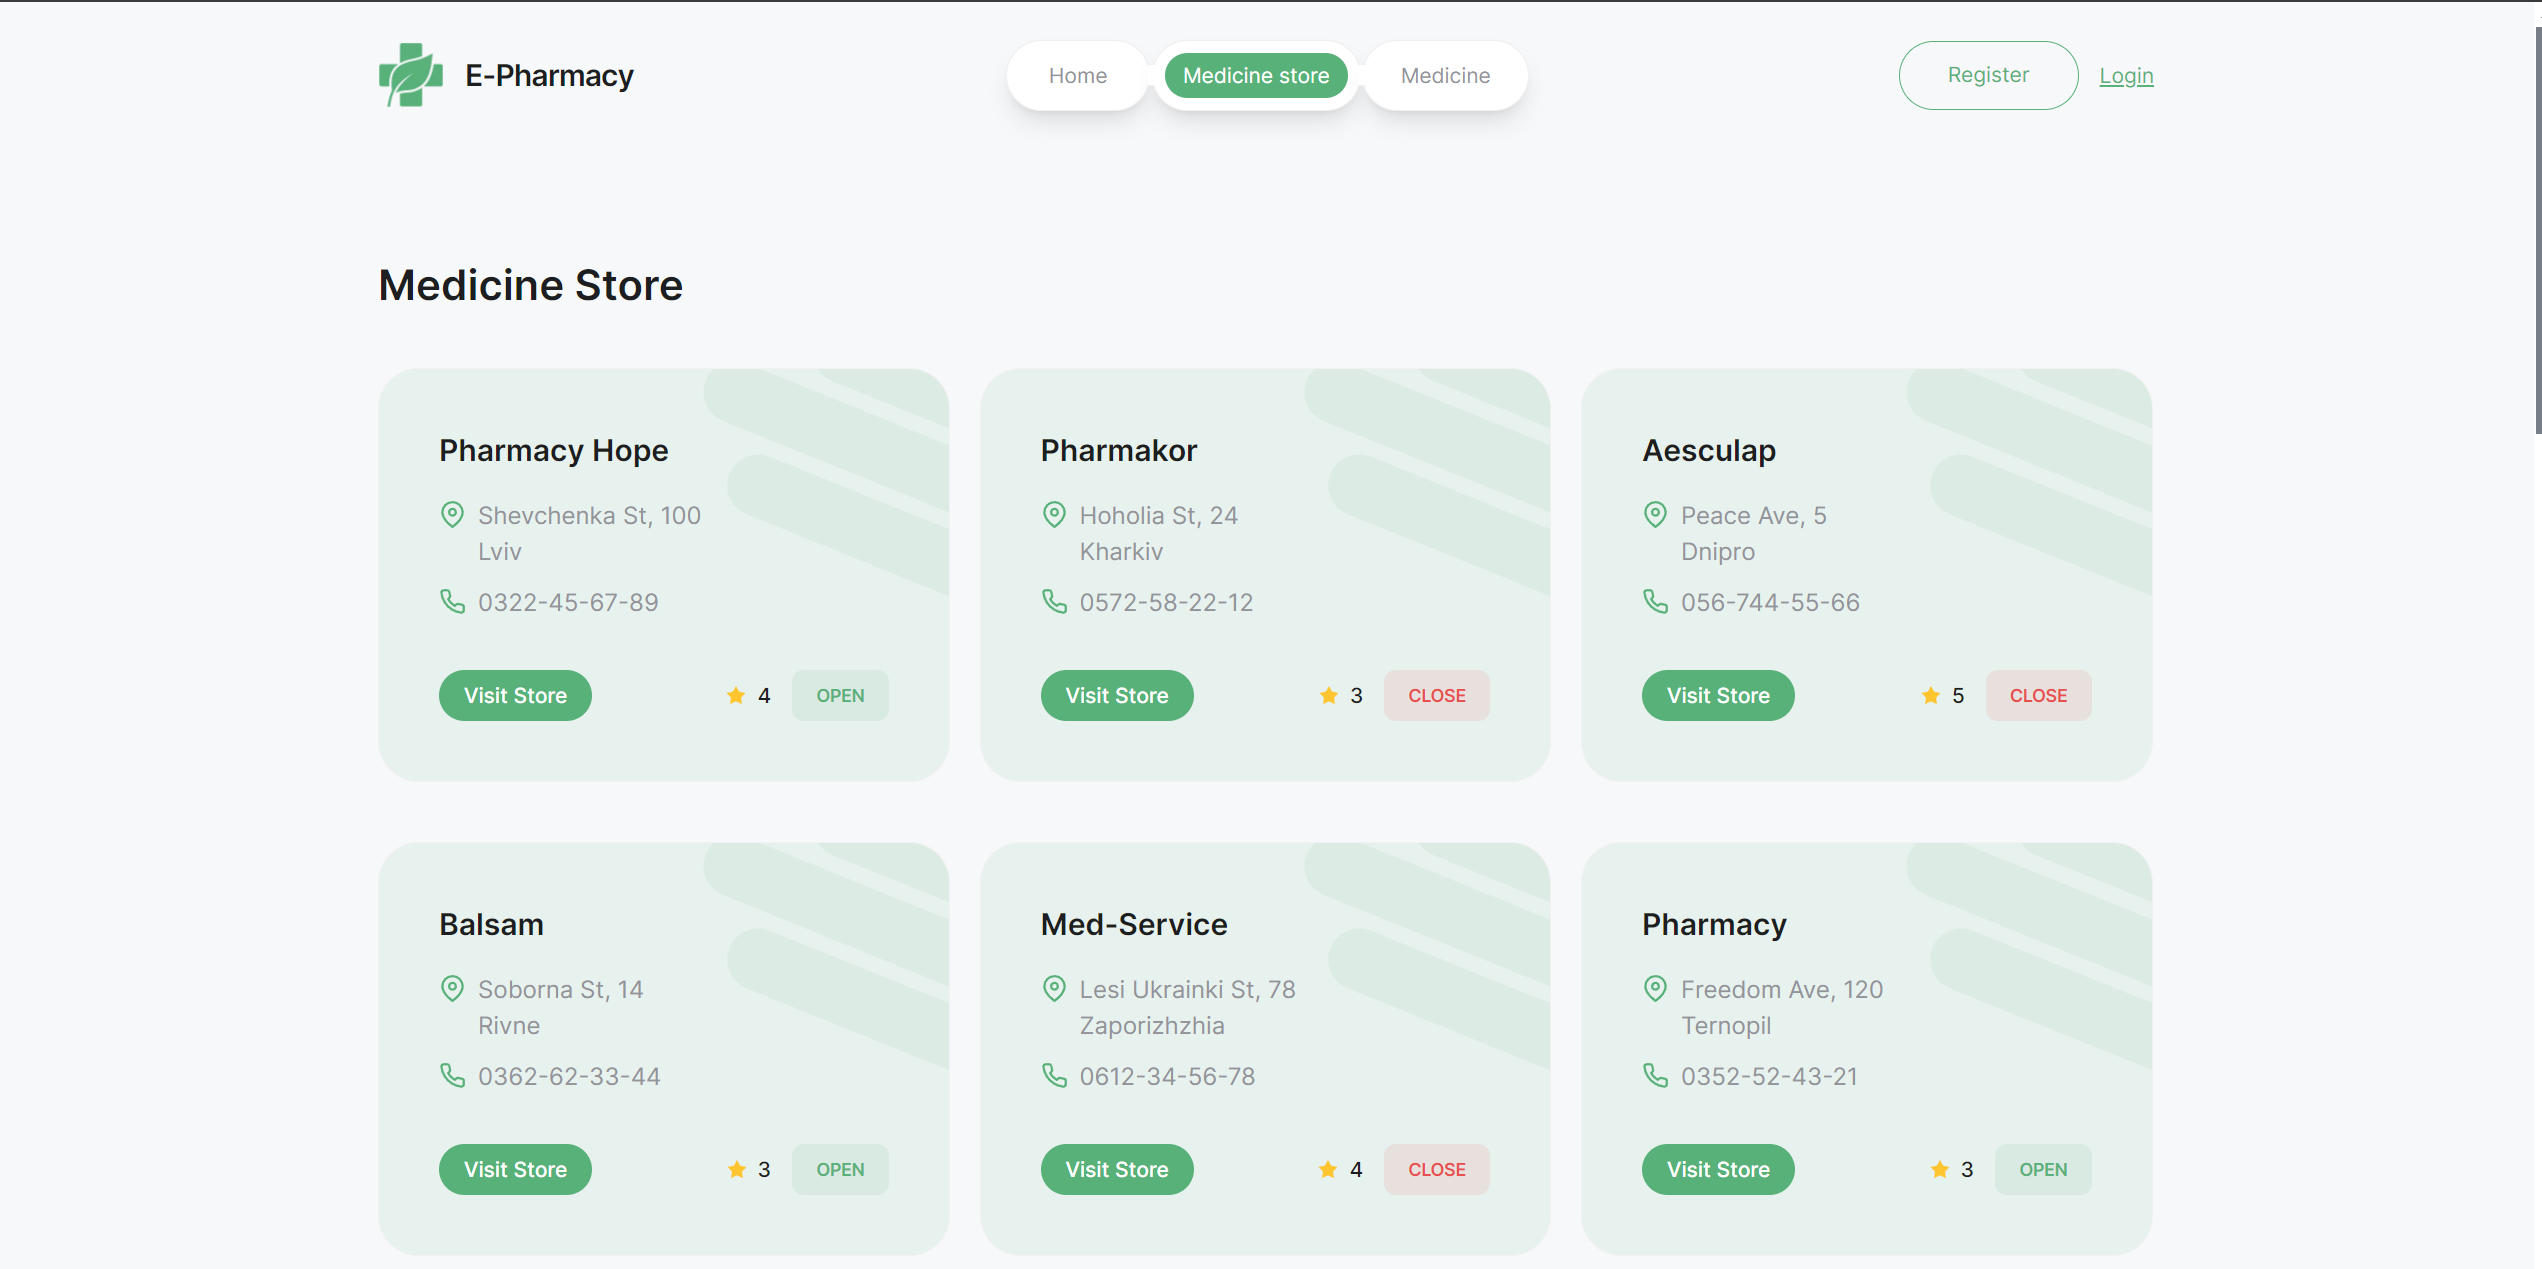 E-Pharmacy
Home
Medicine store
Medicine
Register
Login
Medicine Store
Pharmacy Hope
Shevchenka St, 100
Lviv
0322-45-67-89
Visit Store
4
OPEN
Pharmakor
Hoholia St, 24
Kharkiv
0572-58-22-12
Visit Store
3
CLOSE
Aesculap
Peace Ave, 5
Dnipro
056-744-55-66
Visit Store
5
CLOSE
Balsam
Soborna St, 14
Rivne
0362-62-33-44
Visit Store
3
OPEN
Med-Service
Lesi Ukrainki St, 78
Zaporizhzhia
0612-34-56-78
Visit Store
4
CLOSE
Pharmacy
Freedom Ave, 120
Ternopil
0352-52-43-21
Visit Store
3
OPEN